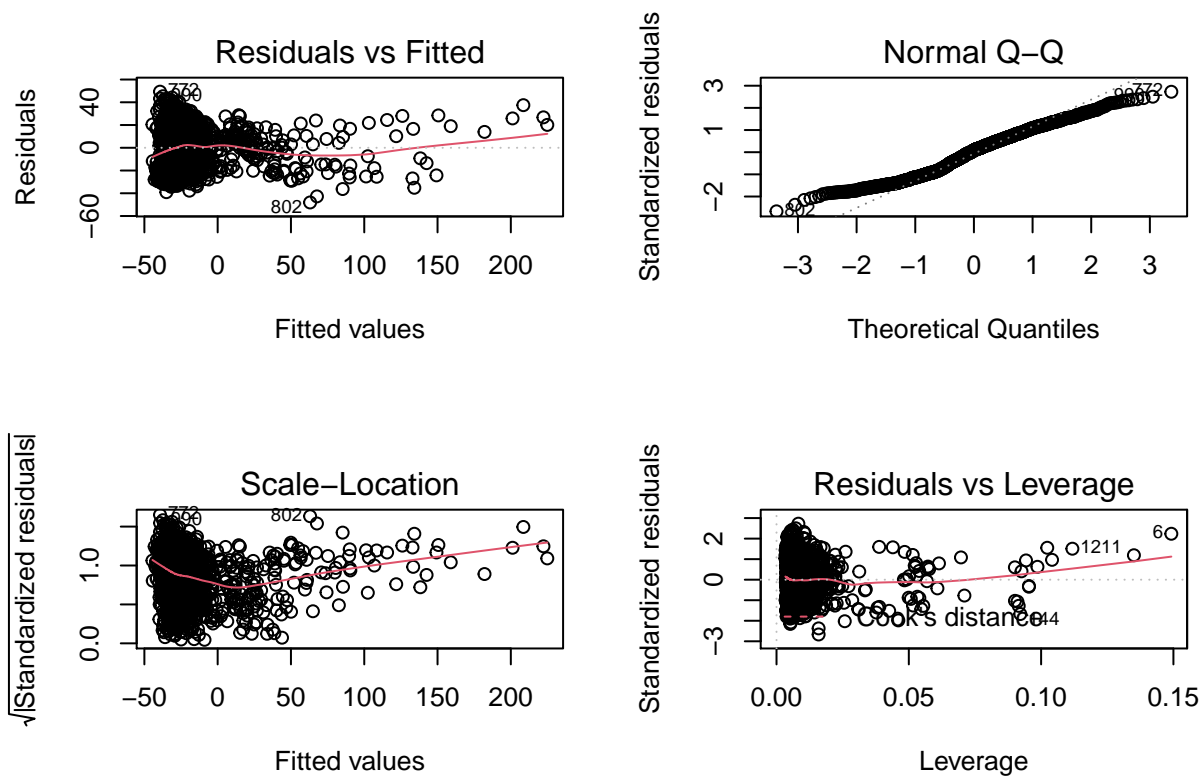 Residuals vs Fitted
Residuals
40
0
−60
772
802
−50 0 50 100 150 200
Fitted values
Normal Q−Q
Standardized residuals
3
1
−2
772
−3 −2 −1 0 1 2 3
Theoretical Quantiles
Scale−Location
√|Standardized residuals|
1.0
0.0
772
802
−50 0 50 100 150 200
Fitted values
Residuals vs Leverage
Standardized residuals
2
0
−3
6
1211
Cook's distance
0.00 0.05 0.10 0.15
Leverage